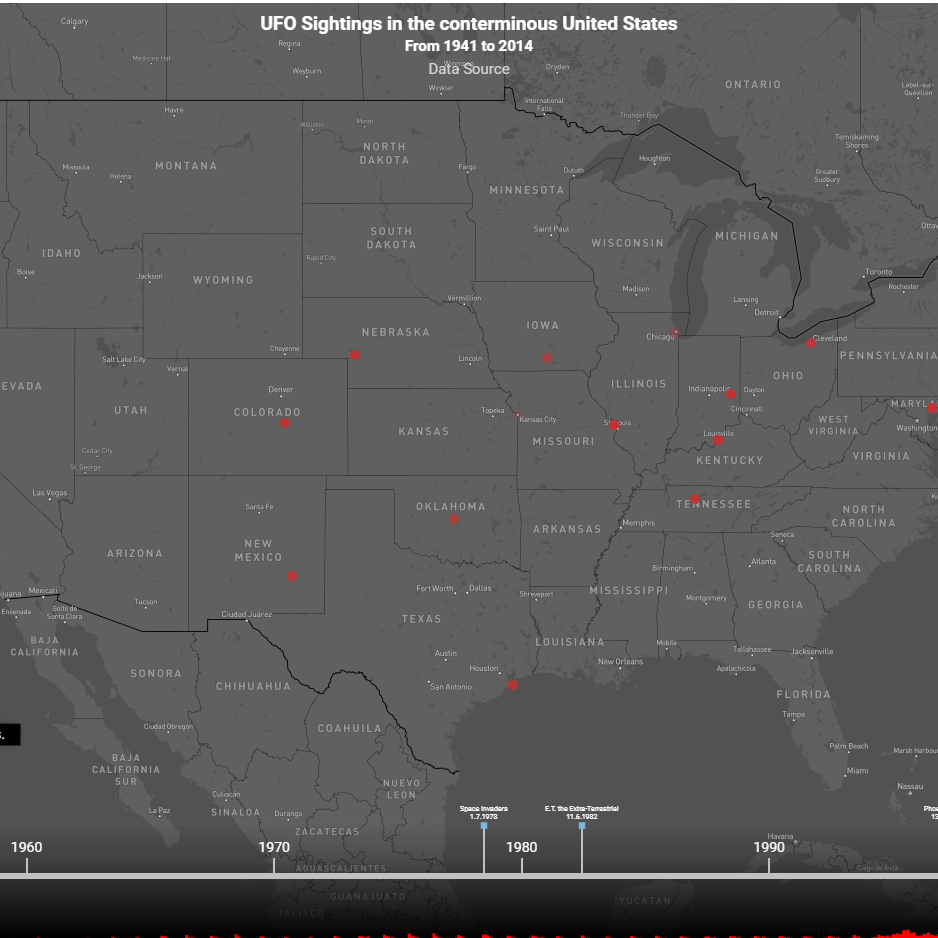 UFO Sightings in the conterminous United States
From 1941 to 2014
Data Source
Calgary
Regina
Medicine Hat
Weyburn
Winnipeg
Dryden
Winkler
ONTARIO
Lebel-sur-
Quévillon
International
Falls
Thunder Bay
Havre
Williston
Minot
Temiskaming
Shores
NORTH
DAKOTA
MONTANA
Missoula
Helena
Fargo
Duluth
Houghton
Greater
Sudbury
MINNESOTA
SOUTH
DAKOTA
Saint Paul
WISCONSIN
MICHIGAN
Ottaw
IDAHO
Boise
Jackson
WYOMING
Rapid City
Toronto
Rochester
Madison
Vermillion
Lansing
Detroit
NEBRASKA
IOWA
Chicago
Cleveland
Cheyenne
Salt Lake City
Vernal
Lincoln
PENNSYLVANIA
EVADA
Denver
ILLINOIS
OHIO
Indianapolis
Dayton
UTAH
COLORADO
Topeka
Kansas City
Cincinnati
MARYLA
St Louis
WEST
VIRGINIA
Washington
KANSAS
MISSOURI
Louisville
KENTUCKY
VIRGINIA
Cedar City
St. George
Las Vegas
Santa Fe
OKLAHOMA
TENNESSEE
NORTH
CAROLINA
Memphis
ARKANSAS
Seneca
ARIZONA
NEW
MEXICO
SOUTH
CAROLINA
Atlanta
Birmingham
ijuana
Mexicali
Fort Worth
Dallas
Shreveport
MISSISSIPPI
Montgomery
GEORGIA
Ensenada
Golfo de
Santa Clara
Tucson
Ciudad Juárez
TEXAS
BAJA
CALIFORNIA
LOUISIANA
Mobile
Tallahassee
Jacksonville
Austin
Houston
New Orleans
Apalachicola
SONORA
CHIHUAHUA
San Antonio
FLORIDA
Tampa
s.
Ciudad Obregón
COAHUILA
Palm Beach
Marsh Harbour
BAJA
CALIFORNIA
SUR
Miami
Nassau
NUEVO
LEÓN
Culiacán
La Paz
SINALOA
Durango
Space Invaders
1.7.1978
E.T. the Extra-Terrestrial
11.6.1982
Phoe
13
ZACATECAS
Havana
1960
1970
1980
1990
AGUASCALIENTES
Ciego de Ávila
GUANAJUATO
YUCATÁN
JALISCO